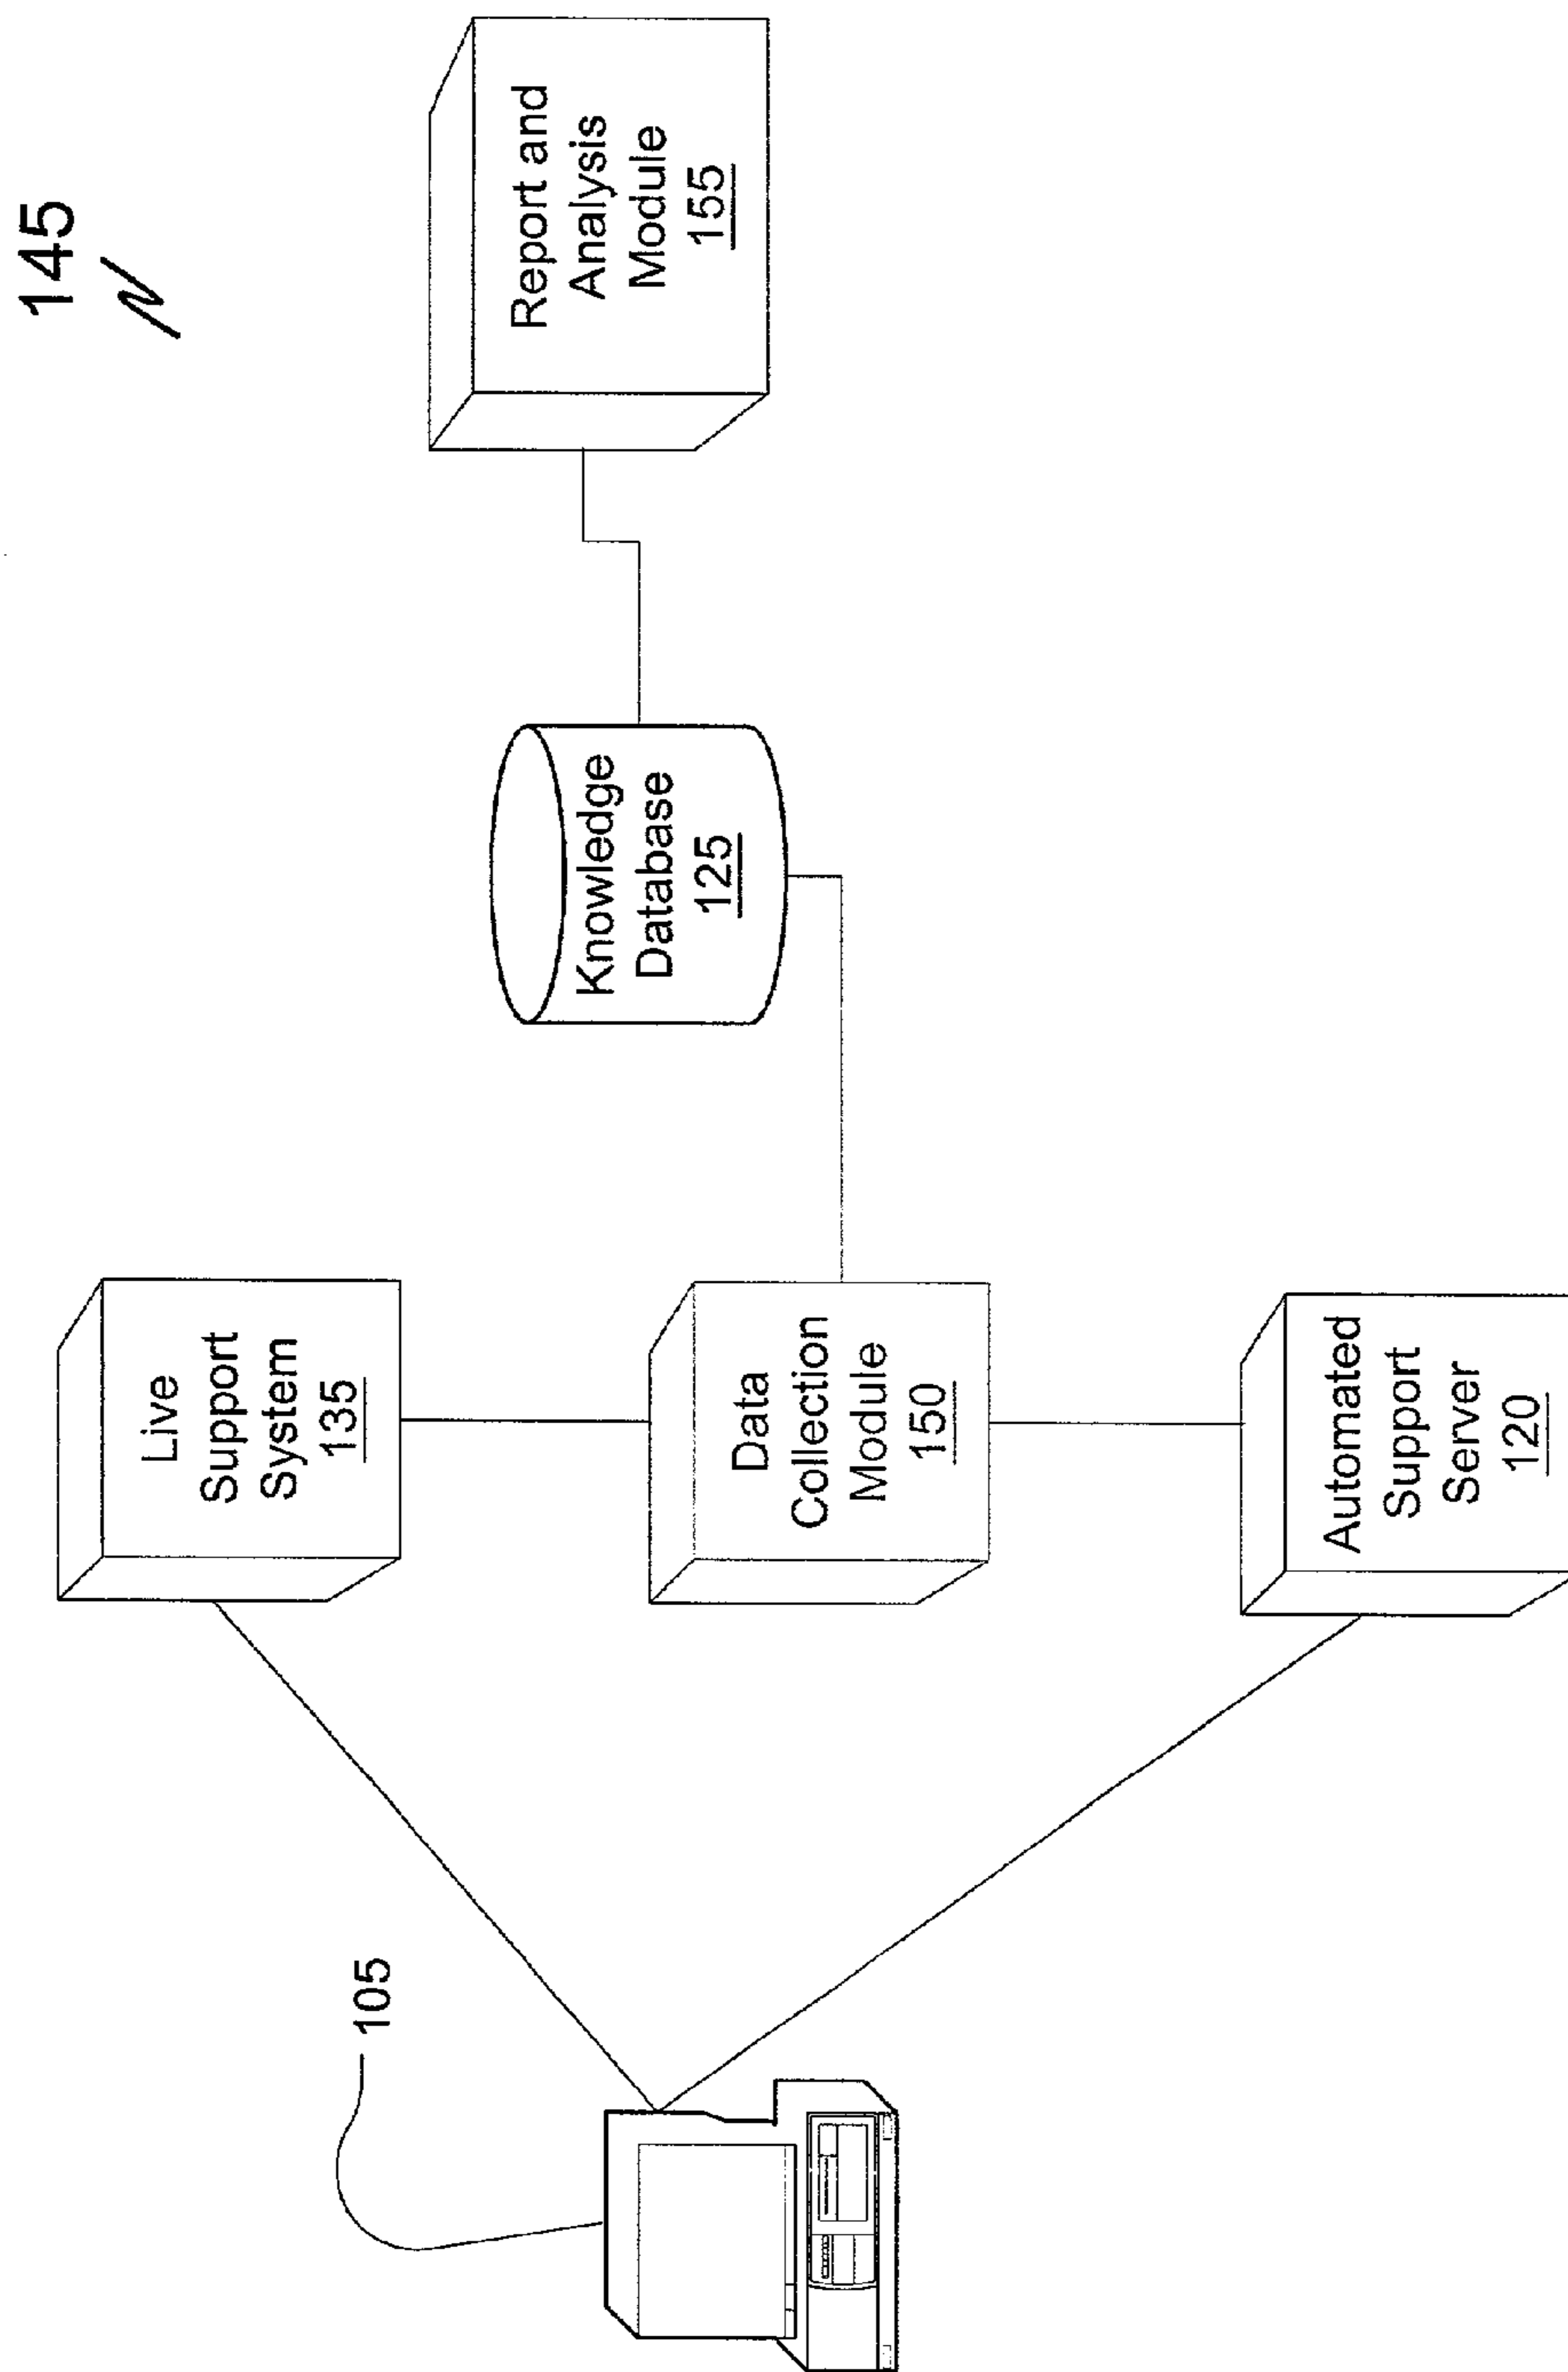 145
Live
Support
System
135
105
Data
Collection
Module
150
Knowledge
Database
125
Report and
Analysis
Module
155
Automated
Support
Server
120